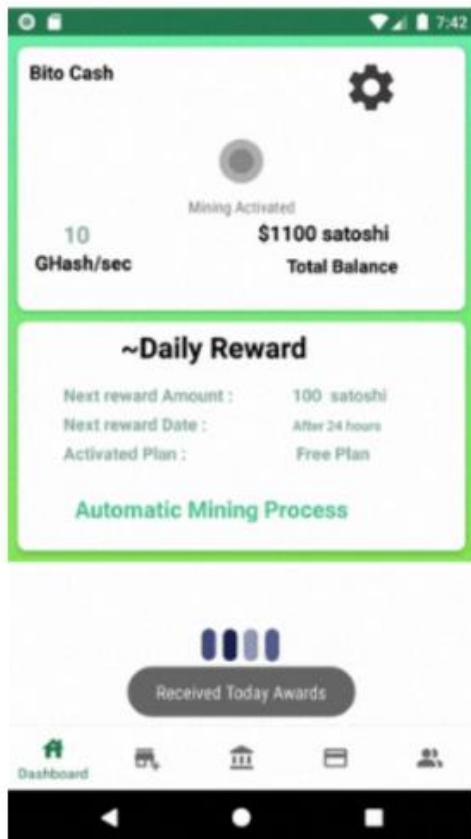 7:42
Bito Cash
Mining Activated
10 $1100 satoshi
GHash/sec Total Balance
~Daily Reward
Next reward Amount : 100 satoshi
Next reward Date : After 24 hours
Activated Plan : Free Plan
Automatic Mining Process
Received Today Awards
Dashboard